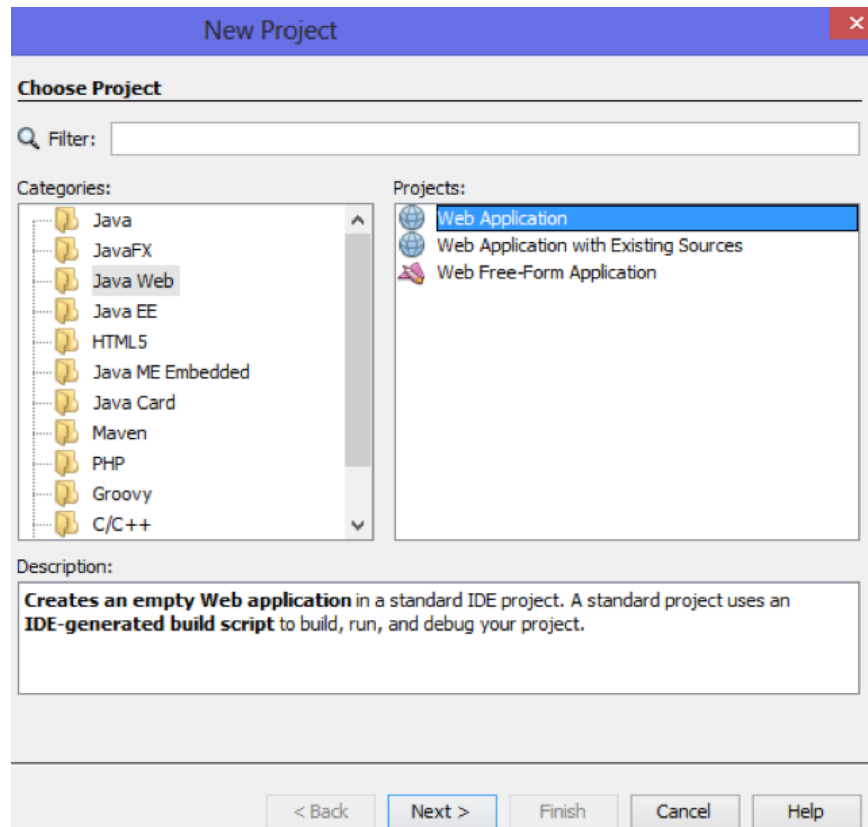 New Project
Choose Project
Filter:
Categories:
Java
JavaFX
Java Web
Java EE
HTML5
Java ME Embedded
Java Card
Maven
PHP
Groovy
C/C++
Projects:
Web Application
Web Application with Existing Sources
Web Free-Form Application
Description:
Creates an empty Web application in a standard IDE project. A standard project uses an
IDE-generated build script to build, run, and debug your project.
< Back
Next >
Finish
Cancel
Help